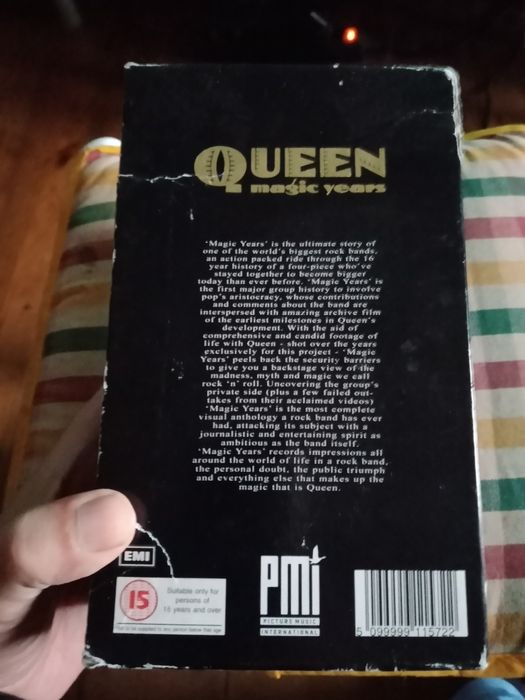 QUEEN
magic years
'Magic Years' is the ultimate story of
one of the world's biggest rock bands,
an action packed ride through the 16
year history of a four-piece who've
stayed together to become bigger
today than ever before. 'Magic Years' is
the first major group history to involve
pop's aristocracy, whose contributions
and comments about the band are
interspersed with amazing archive film
of the earliest milestones in Queen's
development. With the aid of
comprehensive and candid footage of
life with Queen - shot over the years
exclusively for this project - 'Magic
Years' peels back the security barriers
to give you a backstage view of the
madness, myth and magic we call
rock 'n' roll. Uncovering the group's
private side (plus a few failed out-
takes from their acclaimed videos)
'Magic Years' is the most complete
visual anthology a rock band has ever
had, attacking its subject with a
journalistic and entertaining spirit as
ambitious as the band itself.
'Magic Years' records impressions all
around the world of life in a rock band,
the personal doubt, the public triumph
and everything else that makes up the
magic that is Queen.
EMI
15
Suitable only for
persons of
15 years and over
Not to be supplied to any person below that age
PMI
PICTURE MUSIC
INTERNATIONAL
5 099999 115722